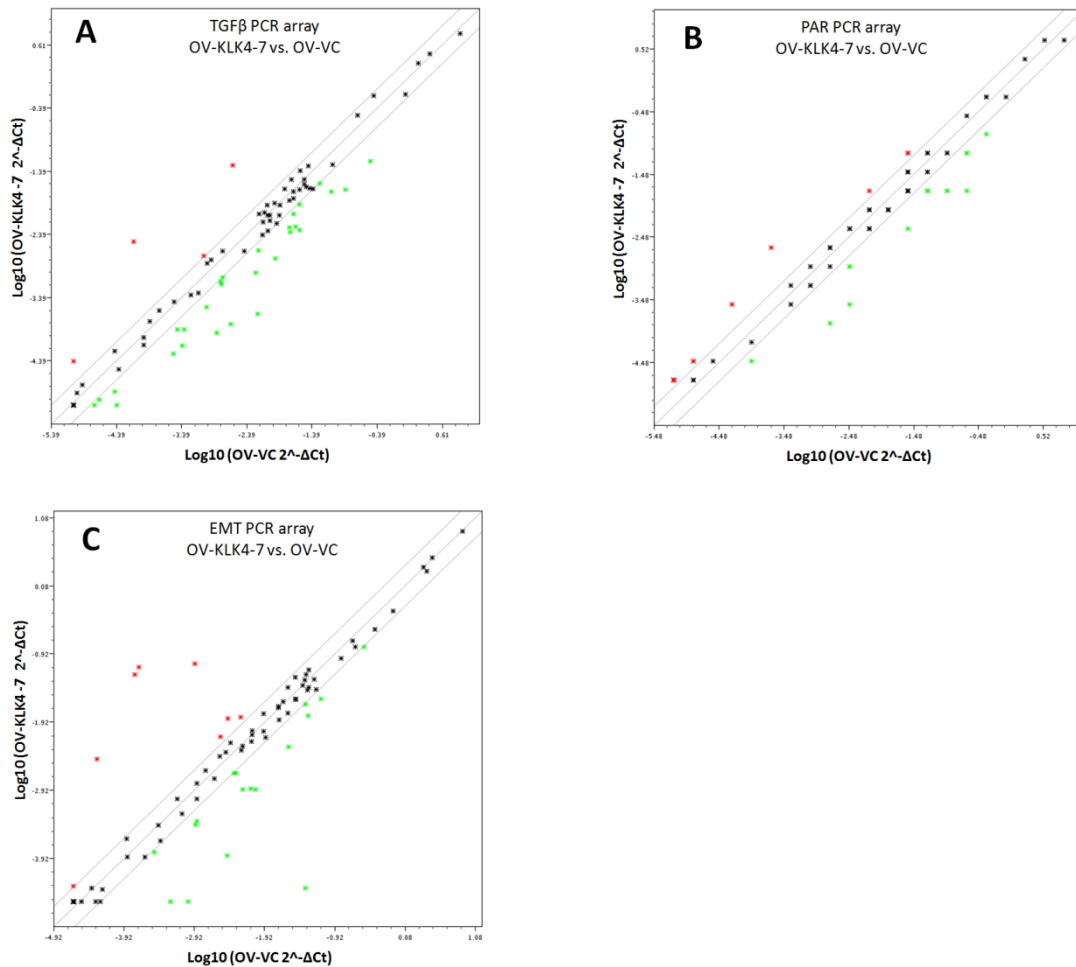 A
TGFβ PCR array
OV-KLK4-7 vs. OV-VC
Log10 (OV-KLK4 -7 2^-ΔCt)
0.61
-0.39
-1.39
-2.39
-3.39
-4.39
-5.39
-4.39
-3.39
-2.39
-1.39
-0.39
0.61
Log10 (OV-VC 2^-ΔCt)
B
PAR PCR array
OV-KLK4-7 vs. OV-VC
Log10 (OV-KLK4 -7 2^-ΔCt)
0.52
-0.48
-1.48
-2.48
-3.48
-4.48
-5.48
-4.48
-3.48
-2.48
-1.48
-0.48
0.52
Log10 (OV-VC 2^-ΔCt)
C
EMT PCR array
OV-KLK4-7 vs. OV-VC
Log10 (OV-KLK4 -7 2^-ΔCt)
1.08
0.08
-0.92
-1.92
-2.92
-3.92
-4.92
-3.92
-2.92
-1.92
-0.92
0.08
1.08
Log10 (OV-VC 2^-ΔCt)